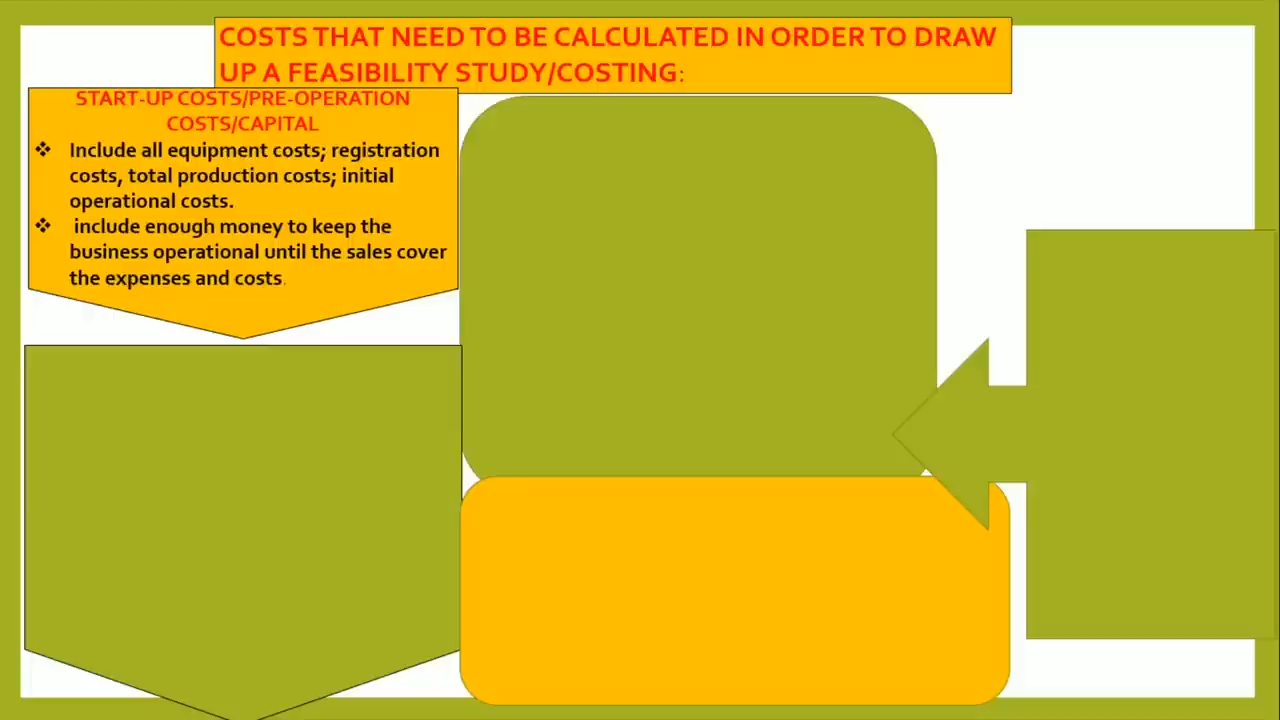 COSTS THAT NEED TO BE CALCULATED IN ORDER TO DRAW
UP A FEASIBILITY STUDY/COSTING:
START-UP COSTS/PRE-OPERATION
COSTS/CAPITAL
❖ Include all equipment costs; registration
costs, total production costs; initial
operational costs.
❖ include enough money to keep the
business operational until the sales cover
the expenses and costs.